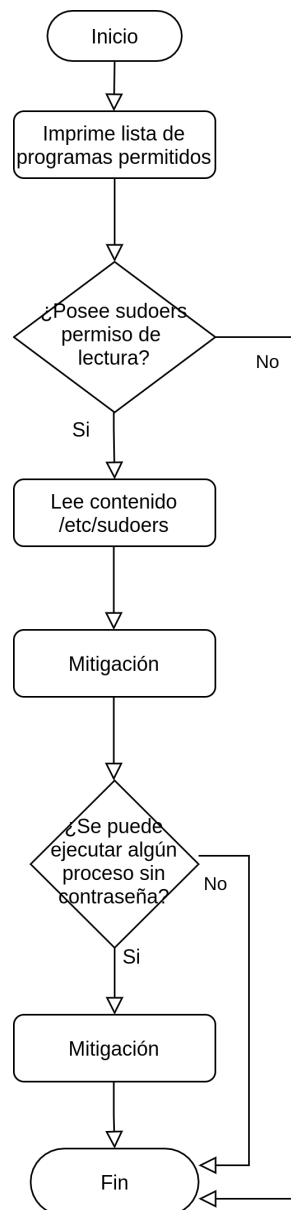 Inicio
Imprime lista de
programas permitidos
¿Posee sudoers
permiso de
lectura?
No
Si
Lee contenido
/etc/sudoers
Mitigación
¿Se puede
ejecutar algún
proceso sin
contraseña?
No
Si
Mitigación
Fin